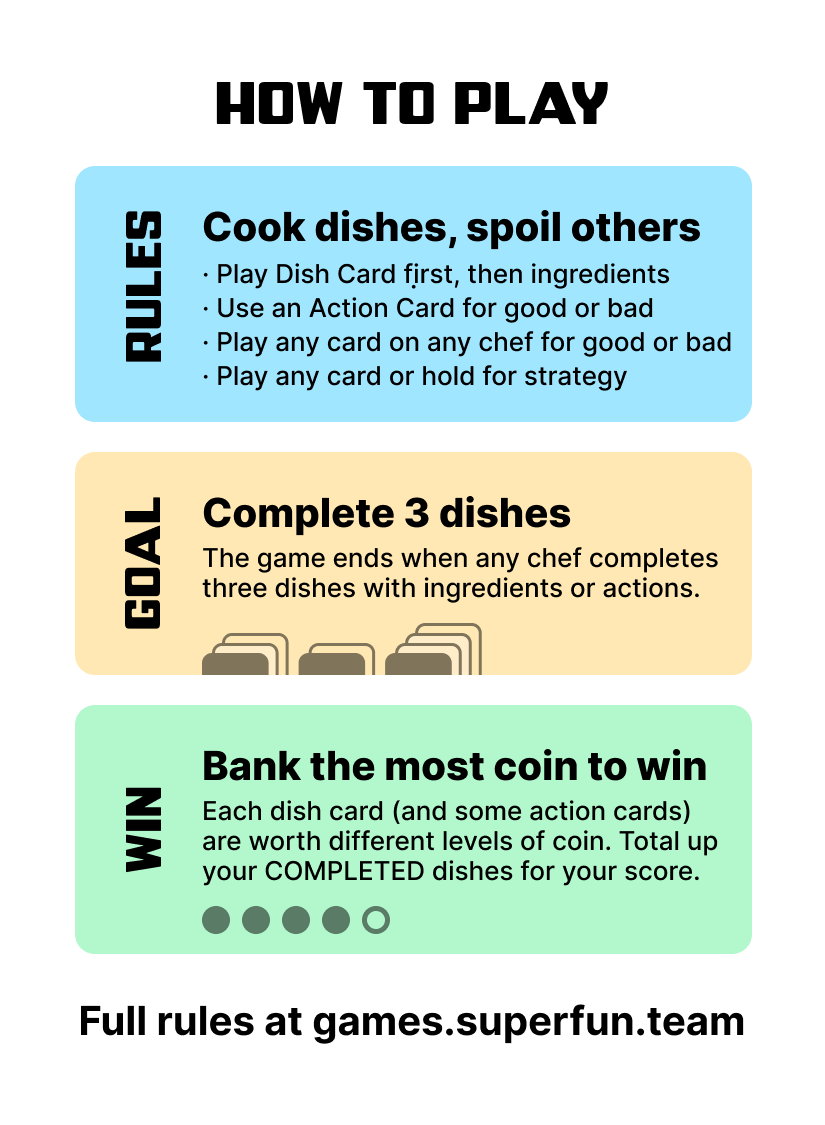 HOW TO PLAY
RULES
Cook dishes, spoil others
· Play Dish Card first, then ingredients
· Use an Action Card for good or bad
· Play any card on any chef for good or bad
· Play any card or hold for strategy
GOAL
Complete 3 dishes
The game ends when any chef completes
three dishes with ingredients or actions.
WIN
Bank the most coin to win
Each dish card (and some action cards)
are worth different levels of coin. Total up
your COMPLETED dishes for your score.
Full rules at games.superfun.team